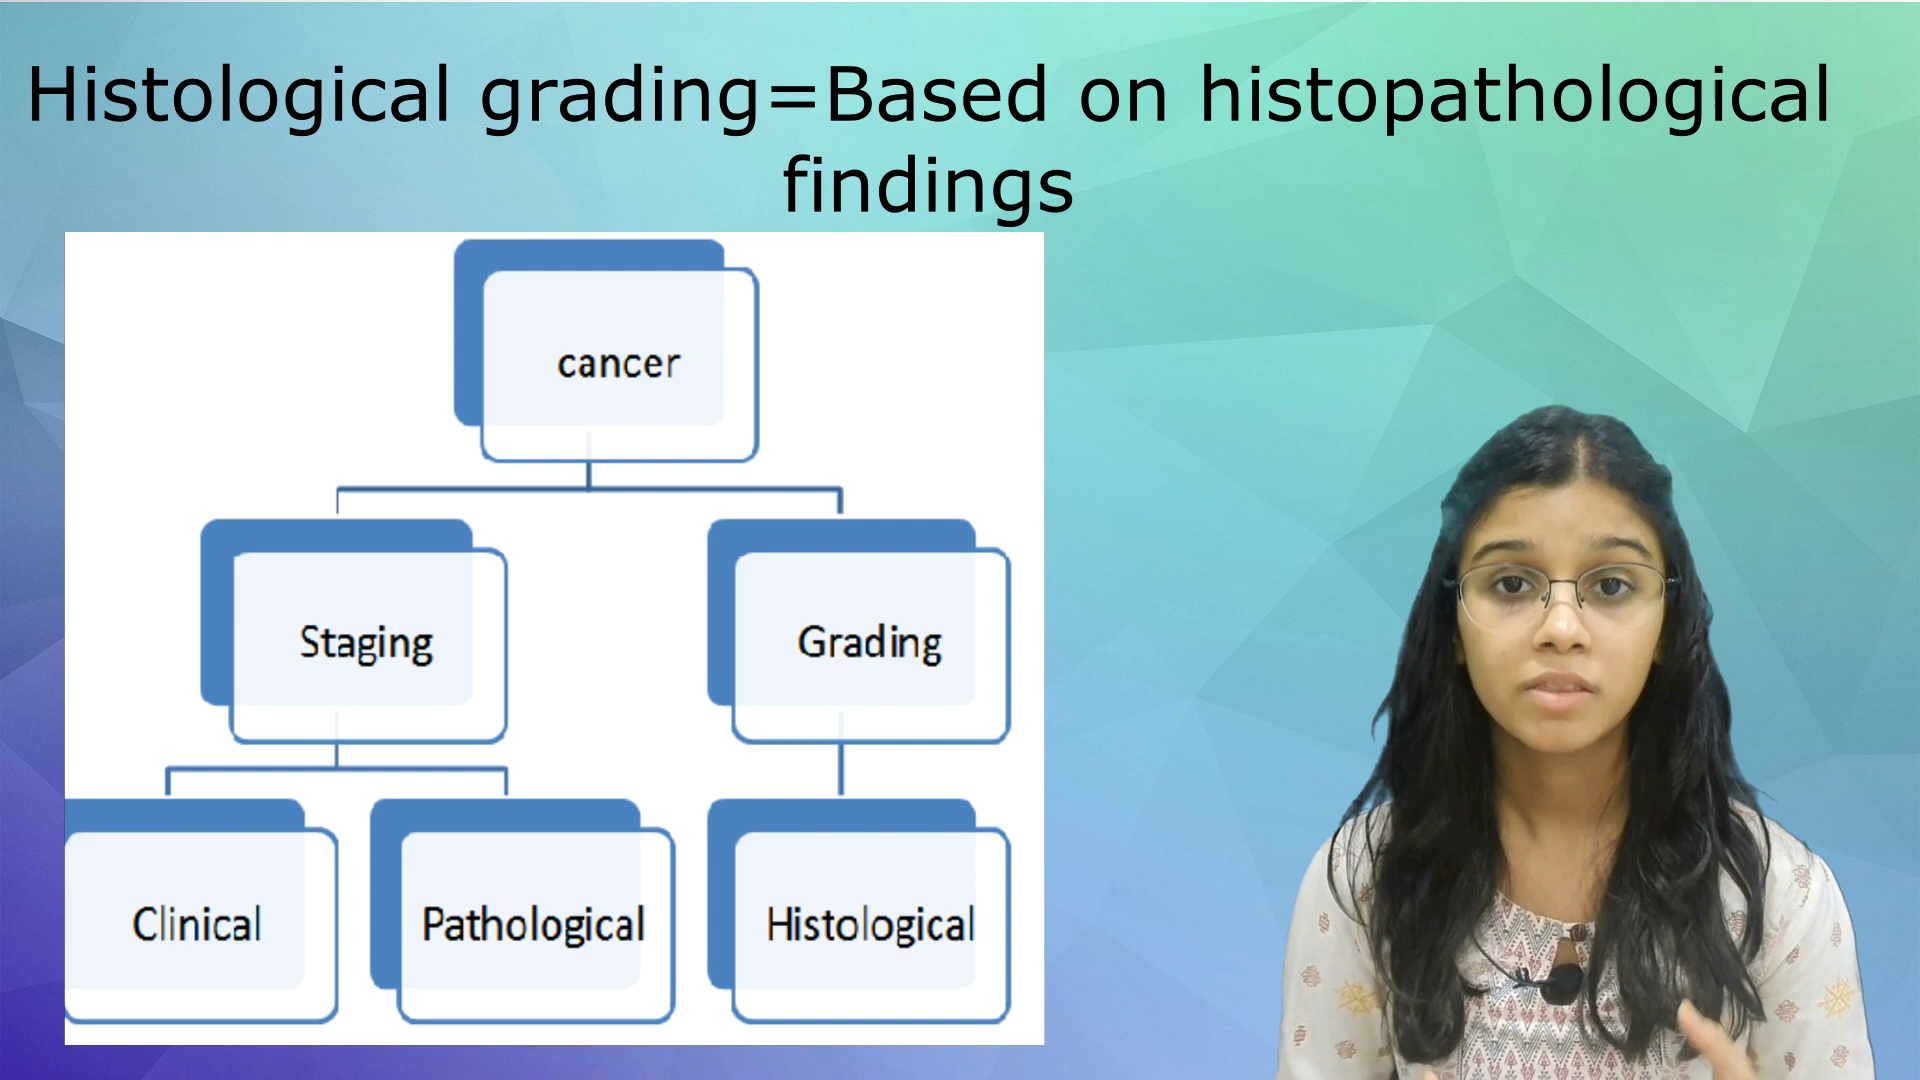 Histological grading=Based on histopathological
findings
cancer
Staging
Grading
Clinical
Pathological
Histological